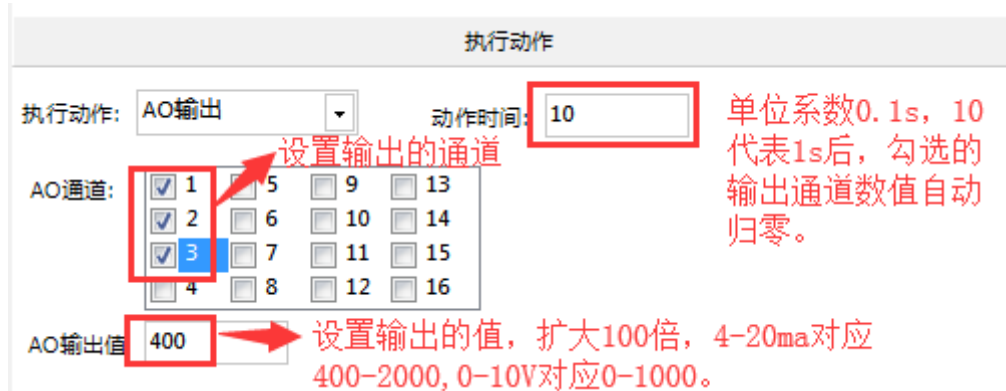 执行动作
执行动作: AO输出 动作时间: 10
单位系数0.1s，10
代表1s后，勾选的
输出通道数值自动
归零。
设置输出的通道
AO通道: 1 5 9 13
2 6 10 14
3 7 11 15
4 8 12 16
AO输出值 400
设置输出的值，扩大100倍，4-20ma对应
400-2000,0-10V对应0-1000。